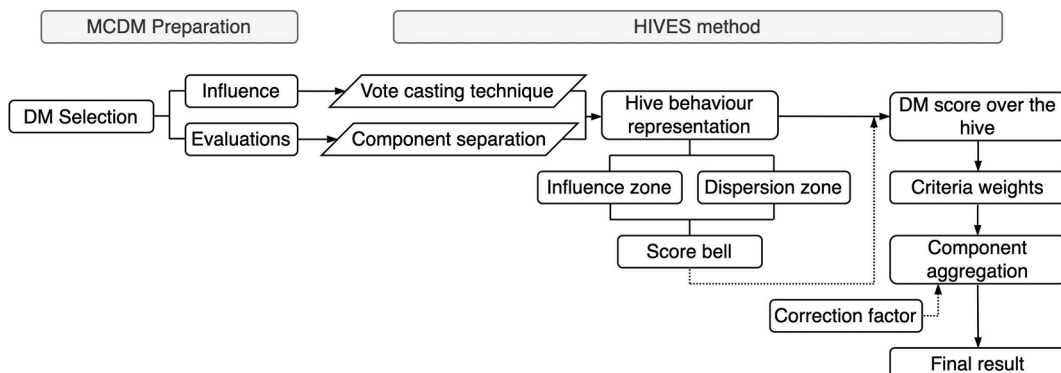 MCDM Preparation
HIVES method
DM Selection
Influence
Evaluations
Vote casting technique
Component separation
Hive behaviour
representation
Influence zone
Dispersion zone
Score bell
DM score over the
hive
Criteria weights
Component
aggregation
Correction factor
Final result